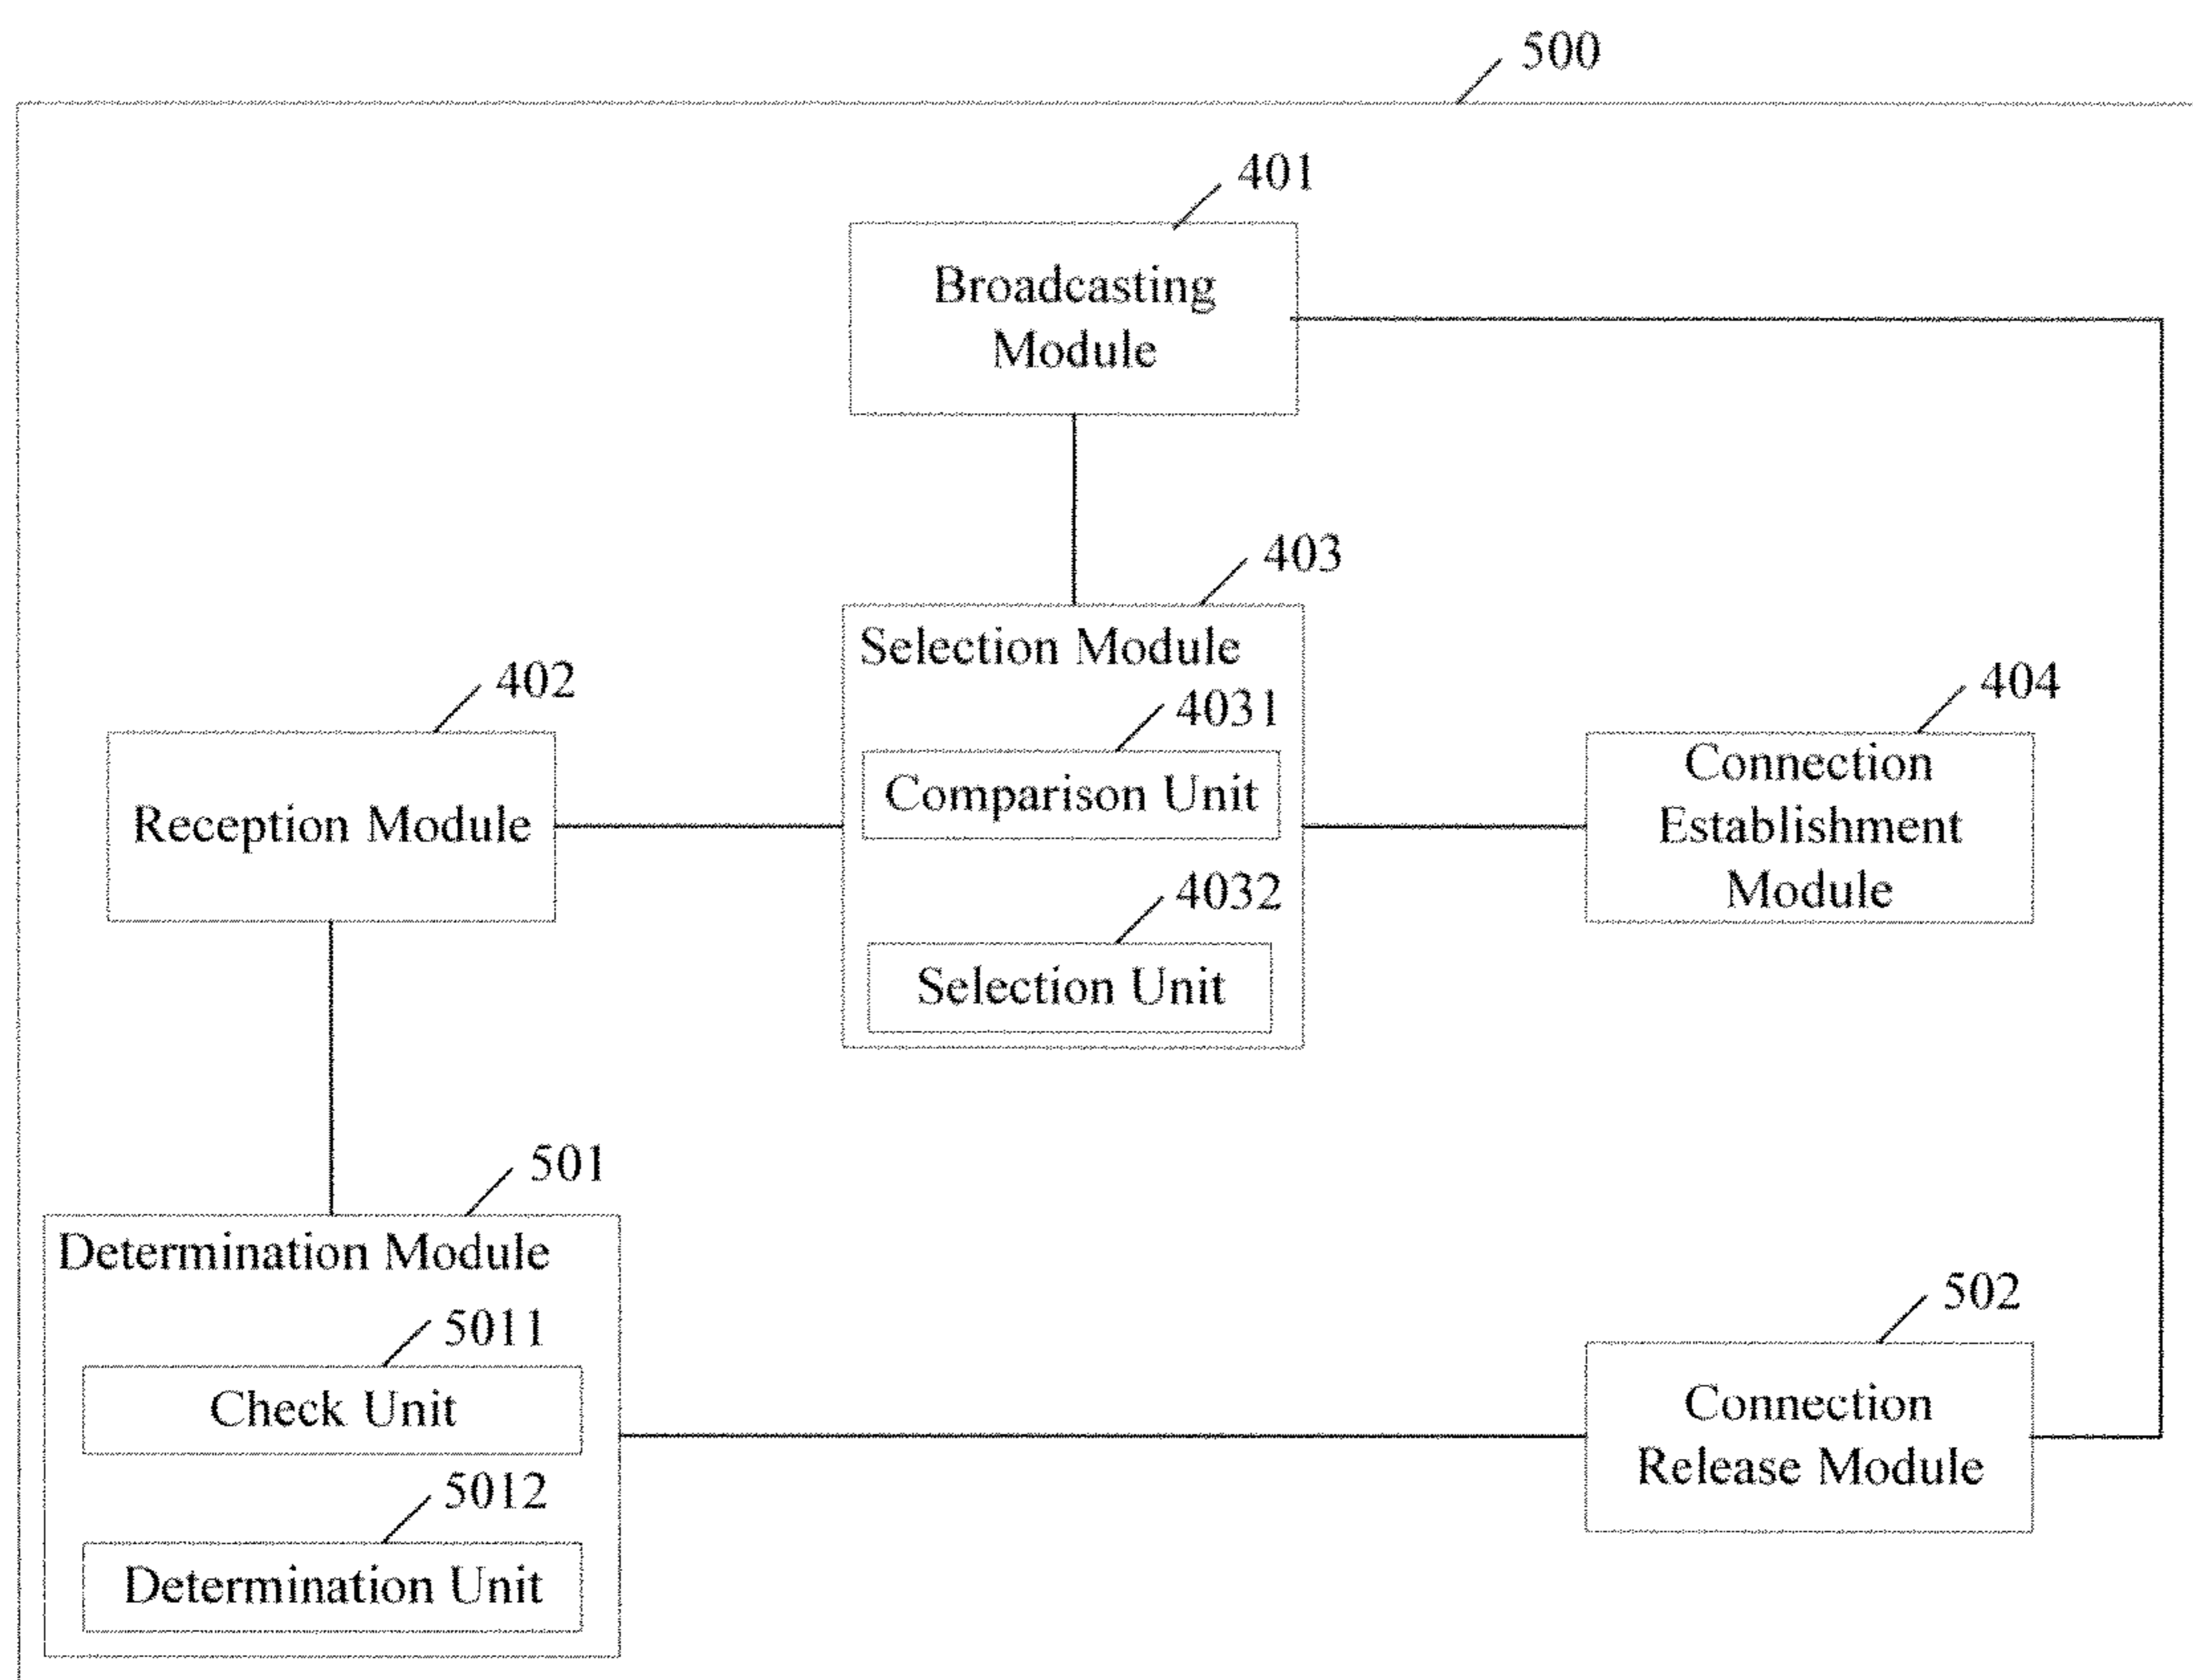 500
401
Broadcasting
Module
403
Selection Module
402
4031
404
Reception Module
Comparison Unit
Connection
Establishment
Module
4032
Selection Unit
501
Determination Module
5011
Check Unit
5012
Determination Unit
502
Connection
Release Module